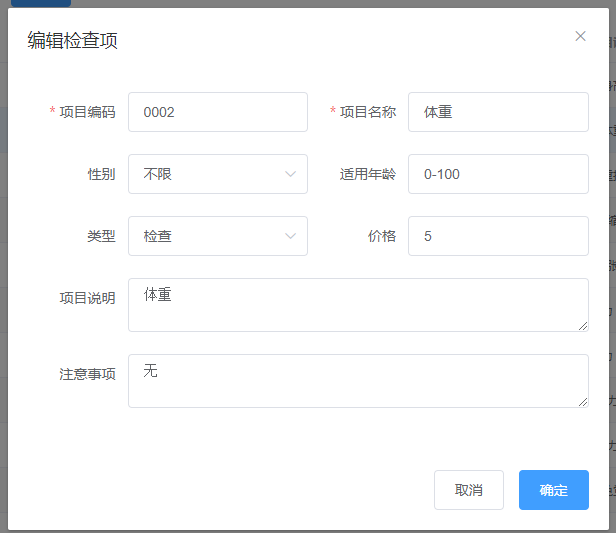 编辑检查项
* 项目编码 0002 * 项目名称 体重
性别 不限 适用年龄 0-100
类型 检查 价格 5
项目说明 体重
注意事项 无
取消 确定